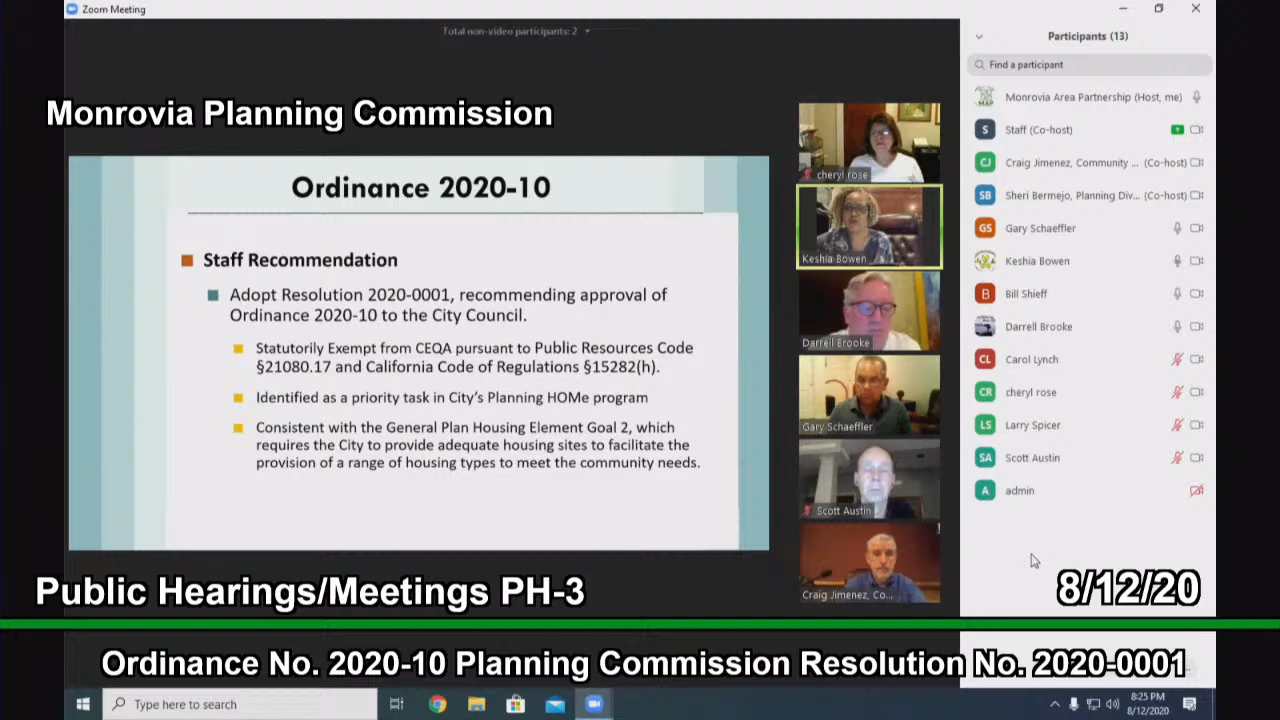 Zoom Meeting
Total non-video participants: 2
Participants (13)
Find a participant
Monrovia Planning Commission
Ordinance 2020-10
Staff Recommendation
Adopt Resolution 2020-0001, recommending approval of
Ordinance 2020-10 to the City Council.
Statutorily Exempt from CEQA pursuant to Public Resources Code
§21080.17 and California Code of Regulations §15282(h).
Identified as a priority task in City's Planning HOMe program
Consistent with the General Plan Housing Element Goal 2, which
requires the City to provide adequate housing sites to facilitate the
provision of a range of housing types to meet the community needs.
cheryl rose
Keshia Bowen
Darrell Brooke
Gary Schaeffler
Scott Austin
Craig Jimenez, Co...
MAP Monrovia Area Partnership (Host, me)
S Staff (Co-host)
CJ Craig Jimenez, Community ... (Co-host)
SB Sheri Bermejo, Planning Div... (Co-host)
GS Gary Schaeffler
Keshia Bowen
B Bill Shieff
Darrell Brooke
CL Carol Lynch
CR cheryl rose
LS Larry Spicer
SA Scott Austin
A admin
Public Hearings/Meetings PH-3
8/12/20
Ordinance No. 2020-10 Planning Commission Resolution No. 2020-0001
Type here to search
8:25 PM
8/12/2020